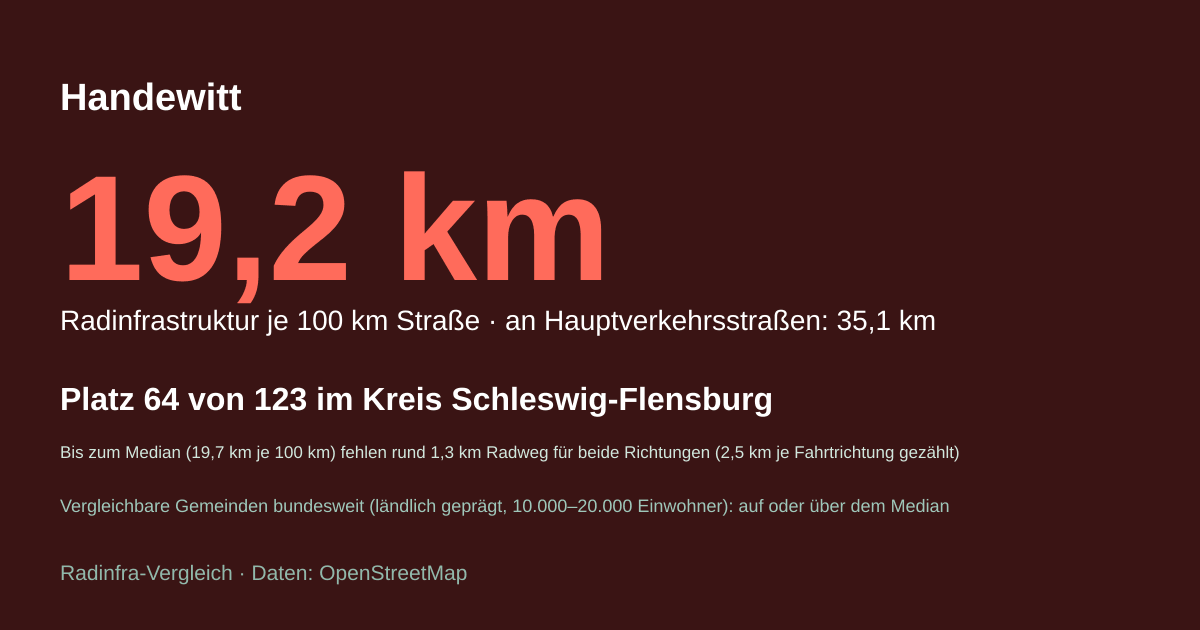 Handewitt
19,2 km
Radinfrastruktur je 100 km Straße · an Hauptverkehrsstraßen: 35,1 km
Platz 64 von 123 im Kreis Schleswig-Flensburg
Bis zum Median (19,7 km je 100 km) fehlen rund 1,3 km Radweg für beide Richtungen (2,5 km je Fahrtrichtung gezählt)
Vergleichbare Gemeinden bundesweit (ländlich geprägt, 10.000–20.000 Einwohner): auf oder über dem Median
Radinfra-Vergleich · Daten: OpenStreetMap